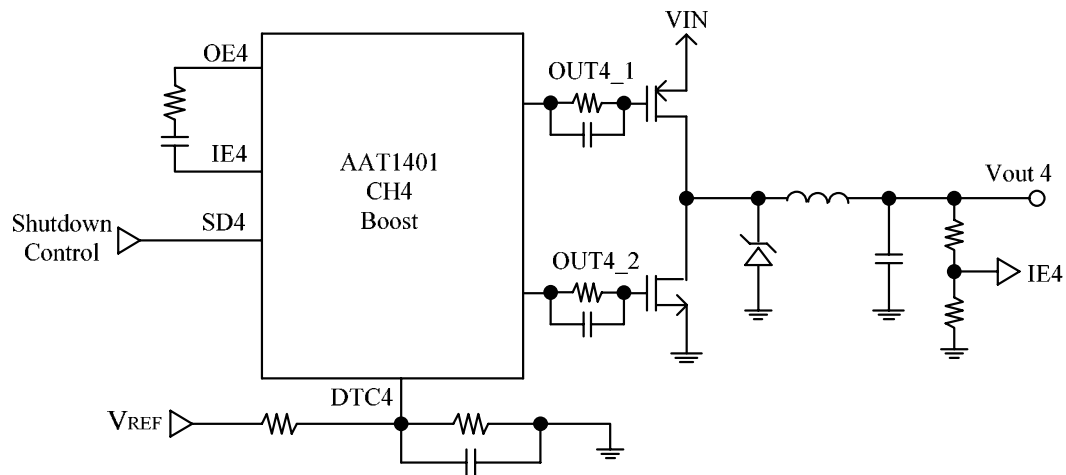 VIN
OE4
OUT4_1
IE4
AAT1401
CH4
Boost
Vout 4
Shutdown
Control
SD4
OUT4_2
IE4
DTC4
VREF